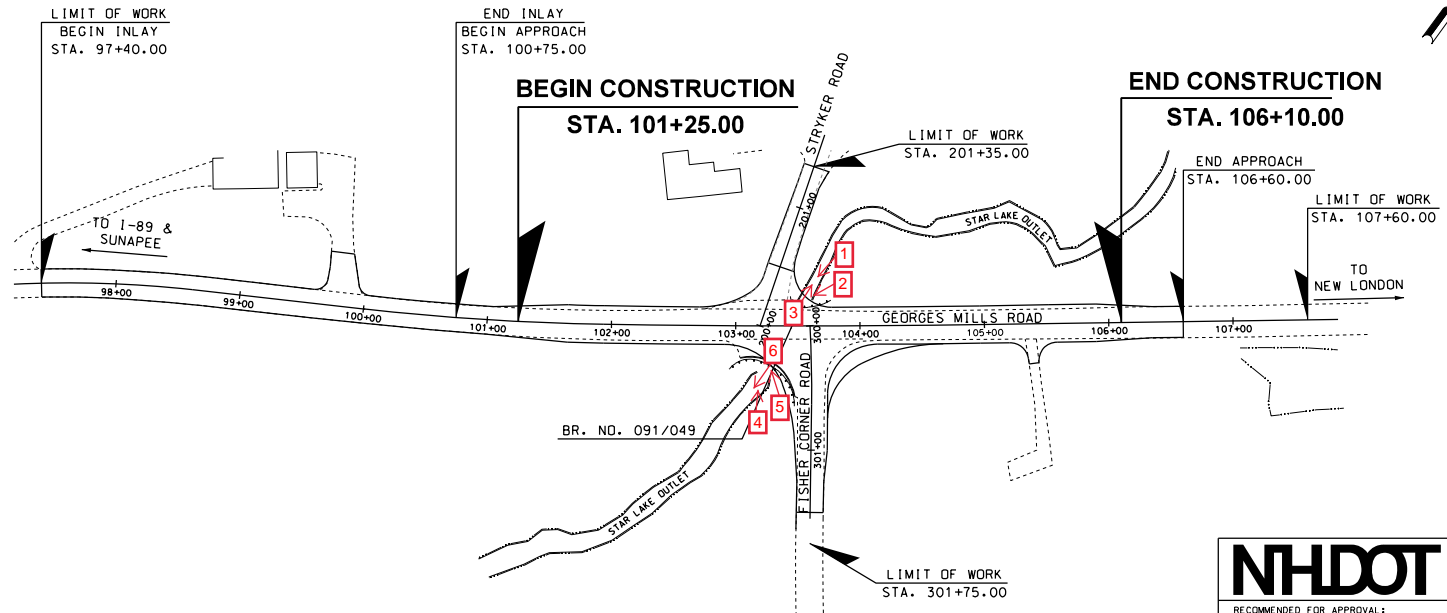 LIMIT OF WORK
BEGIN INLAY
STA. 97+40.00
END INLAY
BEGIN APPROACH
STA. 100+75.00
BEGIN CONSTRUCTION
STA. 101+25.00
STRYKER ROAD
LIMIT OF WORK
STA. 201+35.00
END CONSTRUCTION
STA. 106+10.00
END APPROACH
STA. 106+60.00
LIMIT OF WORK
STA. 107+60.00
TO I-89 &
SUNAPEE
201+00
STAR LAKE OUTLET
TO
NEW LONDON
1
2
3
98+00
99+00
100+00
101+00
102+00
103+00
200+00
300+00
GEORGES MILLS ROAD
104+00
105+00
106+00
107+00
6
5
4
BR. NO. 091/049
FISHER CORNER ROAD
301+00
STAR LAKE OUTLET
LIMIT OF WORK
STA. 301+75.00
NHDOT
RECOMMENDED FOR APPROVAL: